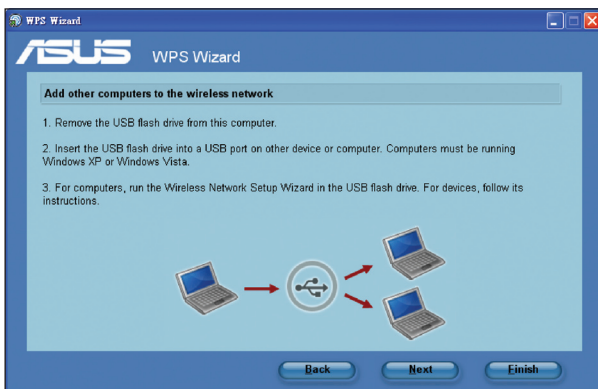 WPS Wizard
ASUS WPS Wizard
Add other computers to the wireless network
1. Remove the USB flash drive from this computer.
2. Insert the USB flash drive into a USB port on other device or computer. Computers must be running
Windows XP or Windows Vista.
3. For computers, run the Wireless Network Setup Wizard in the USB flash drive. For devices, follow its
instructions.
Back Next Finish